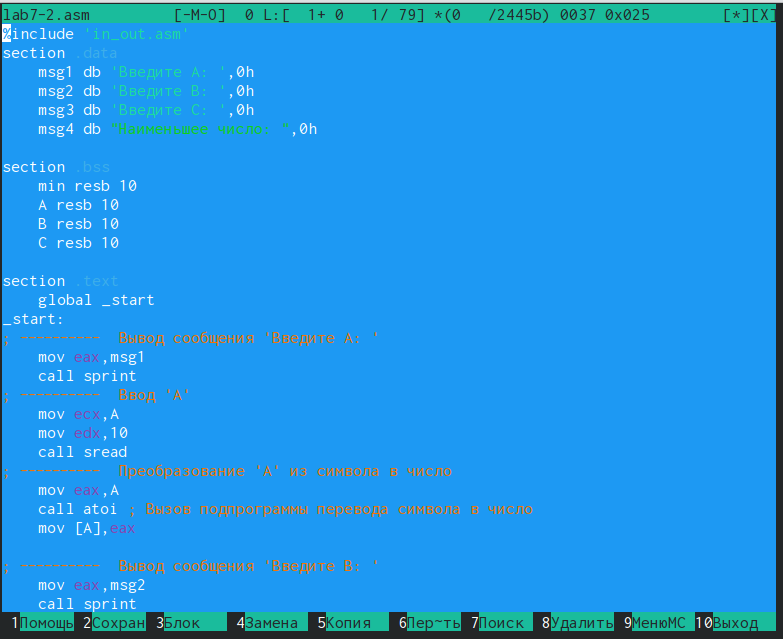 lab7-2.asm          [-M-O]  0 L:[  1+ 0   1/ 79] *(0   /2445b) 0037 0x025        [*][X]
%include 'in_out.asm'
section .data
    msg1 db 'Введите A: ',0h
    msg2 db 'Введите B: ',0h
    msg3 db 'Введите C: ',0h
    msg4 db "Наименьшее число: ",0h
section .bss
    min resb 10
    A resb 10
    B resb 10
    C resb 10
section .text
    global _start
_start:
; ----------  Вывод сообщения 'Введите A: '
    mov eax,msg1
    call sprint
; ----------  Ввод 'A'
    mov ecx,A
    mov edx,10
    call sread
; ----------  Преобразование 'A' из символа в число
    mov eax,A
    call atoi ; Вызов подпрограммы перевода символа в число
    mov [A],eax
; ----------  Вывод сообщения 'Введите B: '
    mov eax,msg2
    call sprint
1Помощь 2Сохран 3Блок 4Замена 5Копия 6Пер~ть 7Поиск 8Удалить 9МенюMC 10Выход